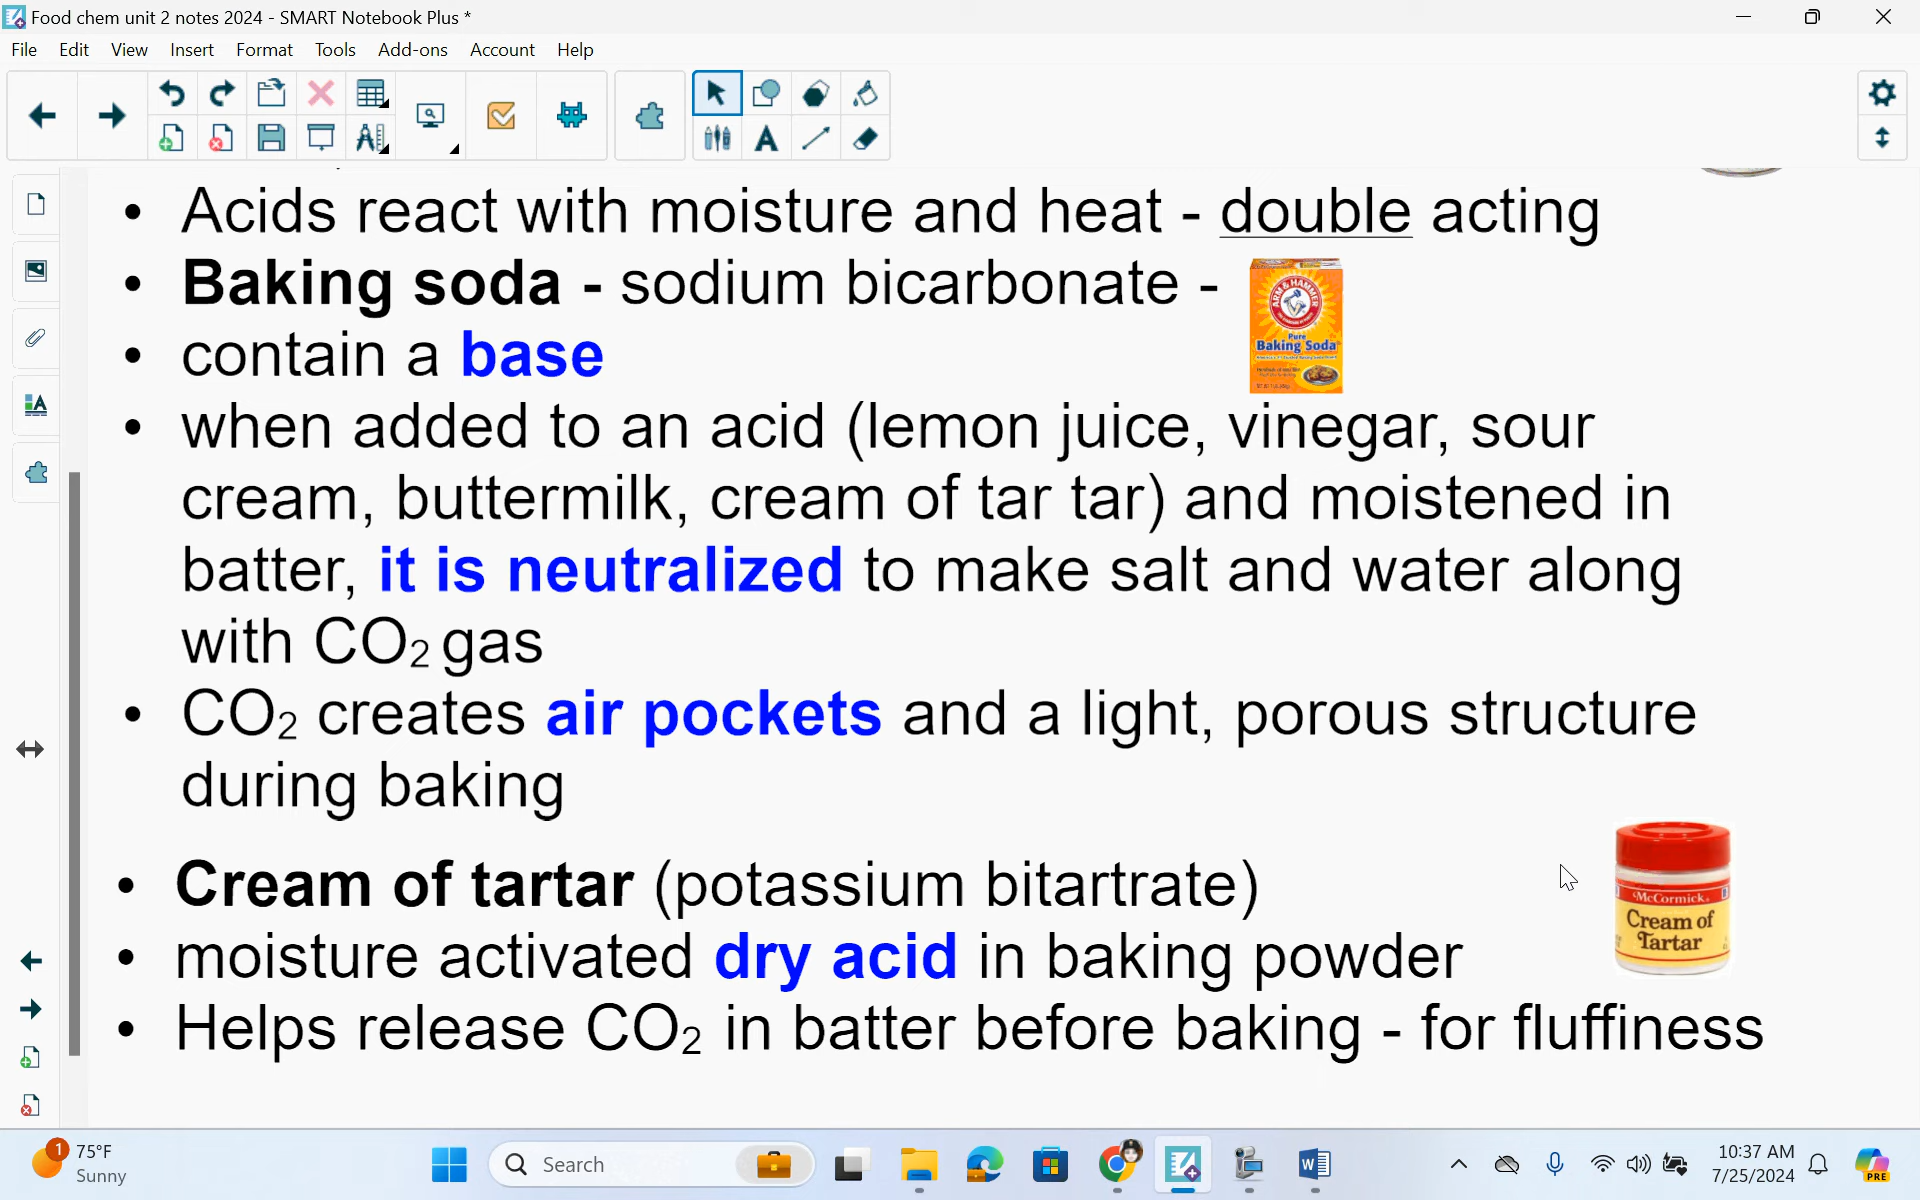 Food chem unit 2 notes 2024 - SMART Notebook Plus *
File Edit View Insert Format Tools Add-ons Account Help
• Acids react with moisture and heat - double acting
• Baking soda - sodium bicarbonate -
ARM & HAMMER
Pure
Baking Soda
• contain a base
• when added to an acid (lemon juice, vinegar, sour
cream, buttermilk, cream of tar tar) and moistened in
batter, it is neutralized to make salt and water along
with CO₂ gas
• CO₂ creates air pockets and a light, porous structure
during baking
• Cream of tartar (potassium bitartrate)
McCormick
Cream of
Tartar
• moisture activated dry acid in baking powder
• Helps release CO₂ in batter before baking - for fluffiness
1
75°F
Sunny
Search
10:37 AM
7/25/2024
PRE